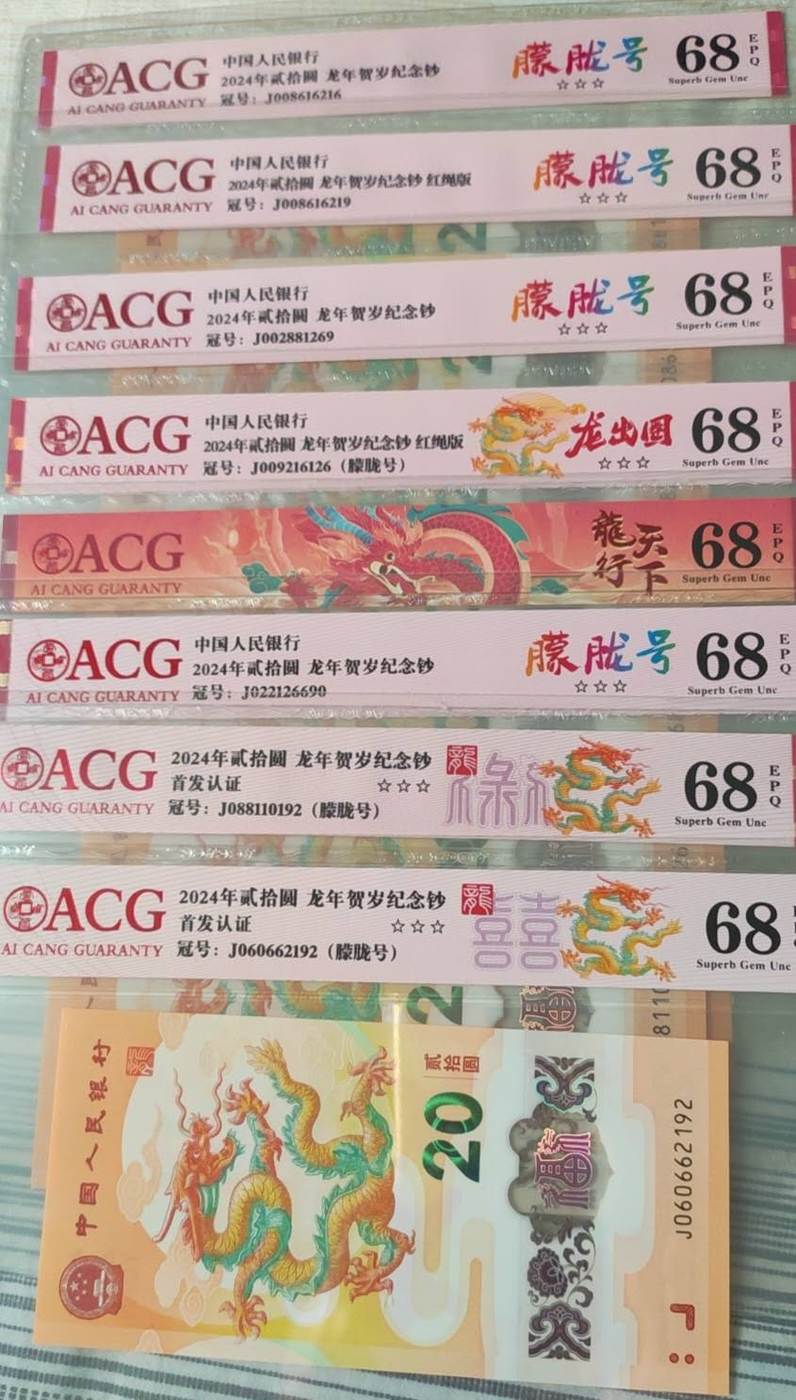 ACG
AI CANG GUARANTY
中国人民银行
2024年贰拾圆 龙年贺岁纪念钞
冠号：J008616216
朦胧号
☆☆☆
68
EPQ
Superb Gem Unc
ACG
AI CANG GUARANTY
中国人民银行
2024年贰拾圆 龙年贺岁纪念钞 红绳版
冠号：J008616219
朦胧号
☆☆☆
68
EPQ
Superb Gem Unc
ACG
AI CANG GUARANTY
中国人民银行
2024年贰拾圆 龙年贺岁纪念钞
冠号：J002881269
朦胧号
☆☆☆
68
EPQ
Superb Gem Unc
ACG
AI CANG GUARANTY
中国人民银行
2024年贰拾圆 龙年贺岁纪念钞 红绳版
冠号：J009216126（朦胧号）
龙出国
☆☆☆
68
EPQ
Superb Gem Unc
ACG
AI CANG GUARANTY
龍行
天下
68
EPQ
Superb Gem Unc
ACG
AI CANG GUARANTY
中国人民银行
2024年贰拾圆 龙年贺岁纪念钞
冠号：J022126690
朦胧号
☆☆☆
68
EPQ
Superb Gem Unc
ACG
AI CANG GUARANTY
2024年贰拾圆 龙年贺岁纪念钞
首发认证
☆☆☆
冠号：J088110192（朦胧号）
龍
68
EPQ
Superb Gem Unc
ACG
AI CANG GUARANTY
2024年贰拾圆 龙年贺岁纪念钞
首发认证
☆☆☆
冠号：J060662192（朦胧号）
龍
囍
68
Superb Gem Unc
8110
中国人民银行
贰拾圆
20
福
J060662192